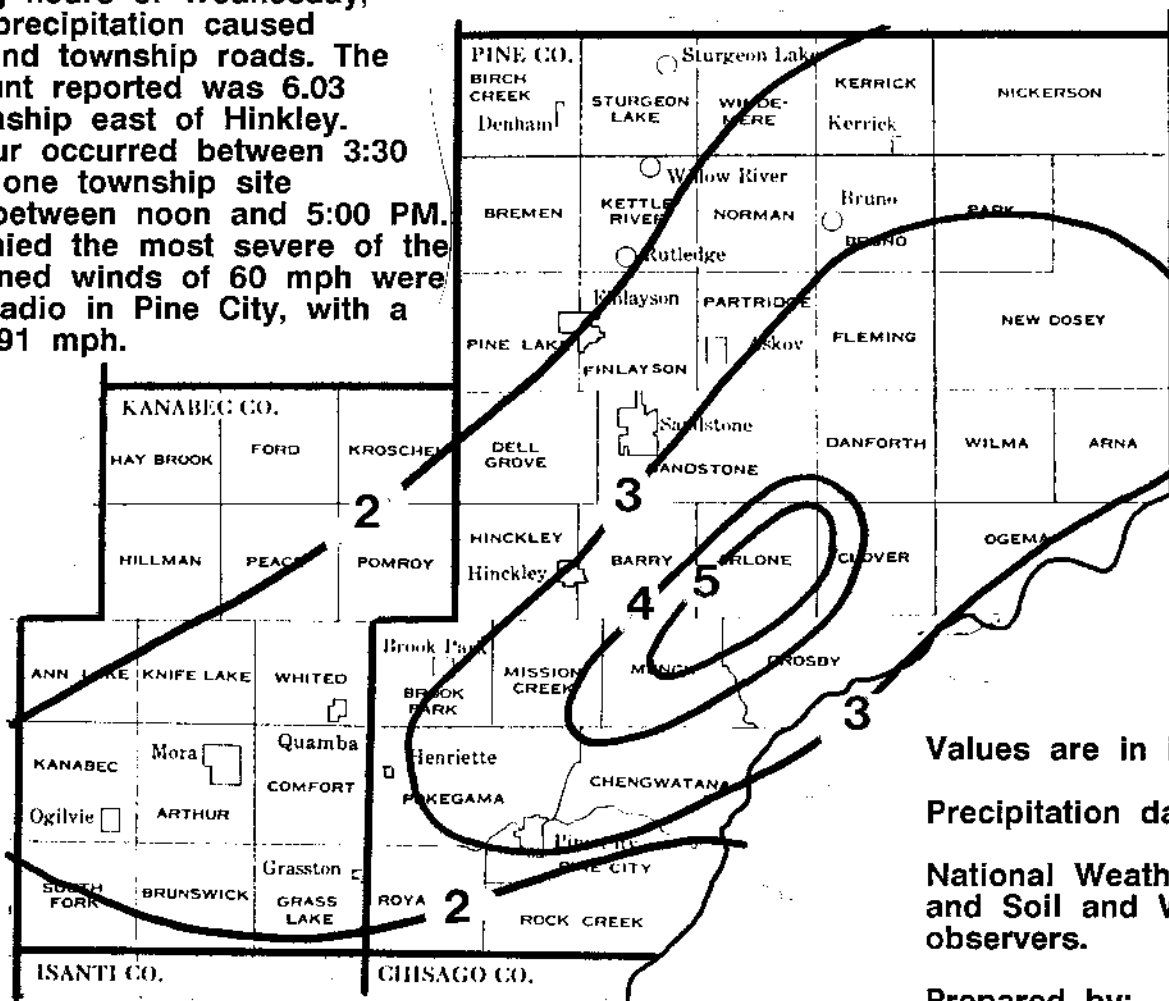 hours of Wednesday,
precipitation caused
nd township roads. The
unt reported was 6.03
nship east of Hinkley.
ur occurred between 3:30
one township site
between noon and 5:00 PM.
nied the most severe of the
ned winds of 60 mph were
adio in Pine City, with a
91 mph.
PINE CO.
BIRCH
CREEK
Denham
STURGEON
LAKE
Sturgeon Lake
WINDE-
MERE
KERRICK
Kerrick
NICKERSON
BREMEN
KETTLE
RIVER
Willow River
NORMAN
Bruno
BRUNO
PARK
Rutledge
PINE LAKE
Finlayson
FINLAYSON
PARTRIDGE
Askov
FLEMING
NEW DOSEY
KANABEC CO.
HAY BROOK
FORD
KROSCHEL
DELL
GROVE
Sandstone
SANDSTONE
DANFORTH
WILMA
ARNA
2
3
HILLMAN
PEACE
POMROY
HINCKLEY
Hinckley
BARRY
ARLONE
CLOVER
OGEMA
4
5
ANN LAKE
KNIFE LAKE
WHITED
Brook Park
BROOK
PARK
MISSION
CREEK
MUNCH
CROSBY
3
KANABEC
Mora
ARTHUR
Quamba
COMFORT
Henriette
POKEGAMA
CHENGWATANA
Ogilvie
SOUTH
FORK
BRUNSWICK
Grasston
GRASS
LAKE
ROYA
2
Pine City
PINE CITY
ROCK CREEK
ISANTI CO.
CHISAGO CO.
Values are in
Precipitation da
National Weath
and Soil and W
observers.
Prepared by: